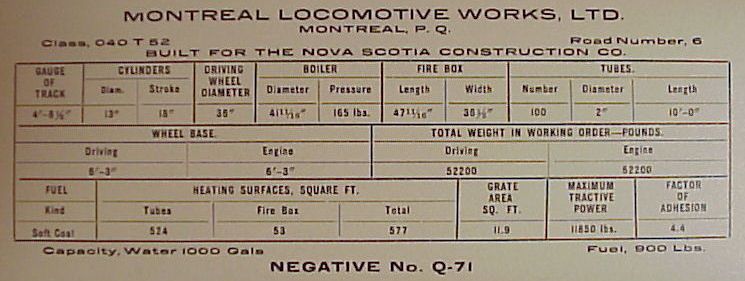 MONTREAL LOCOMOTIVE WORKS, LTD.
MONTREAL, P. Q.
Class, 040 T 52 Road Number, 6
BUILT FOR THE NOVA SCOTIA CONSTRUCTION CO.
GAUGE OF TRACK CYLINDERS DRIVING WHEEL DIAMETER BOILER FIRE BOX TUBES.
Diam. Stroke Diameter Pressure Length Width Number Diameter Length
4'-8½" 13" 18" 36" 41 11/16" 165 lbs. 47 11/16" 36½" 100 2" 10'-0"
WHEEL BASE. TOTAL WEIGHT IN WORKING ORDER—POUNDS.
Driving Engine Driving Engine
6'-3" 6'-3" 52200 52200
FUEL HEATING SURFACES, SQUARE FT. GRATE AREA SQ. FT. MAXIMUM TRACTIVE POWER FACTOR OF ADHESION
Kind Tubes Fire Box Total
Soft Coal 524 53 577 11.9 11850 lbs. 4.4
Capacity, Water 1000 Gals Fuel, 900 Lbs.
NEGATIVE No. Q-71